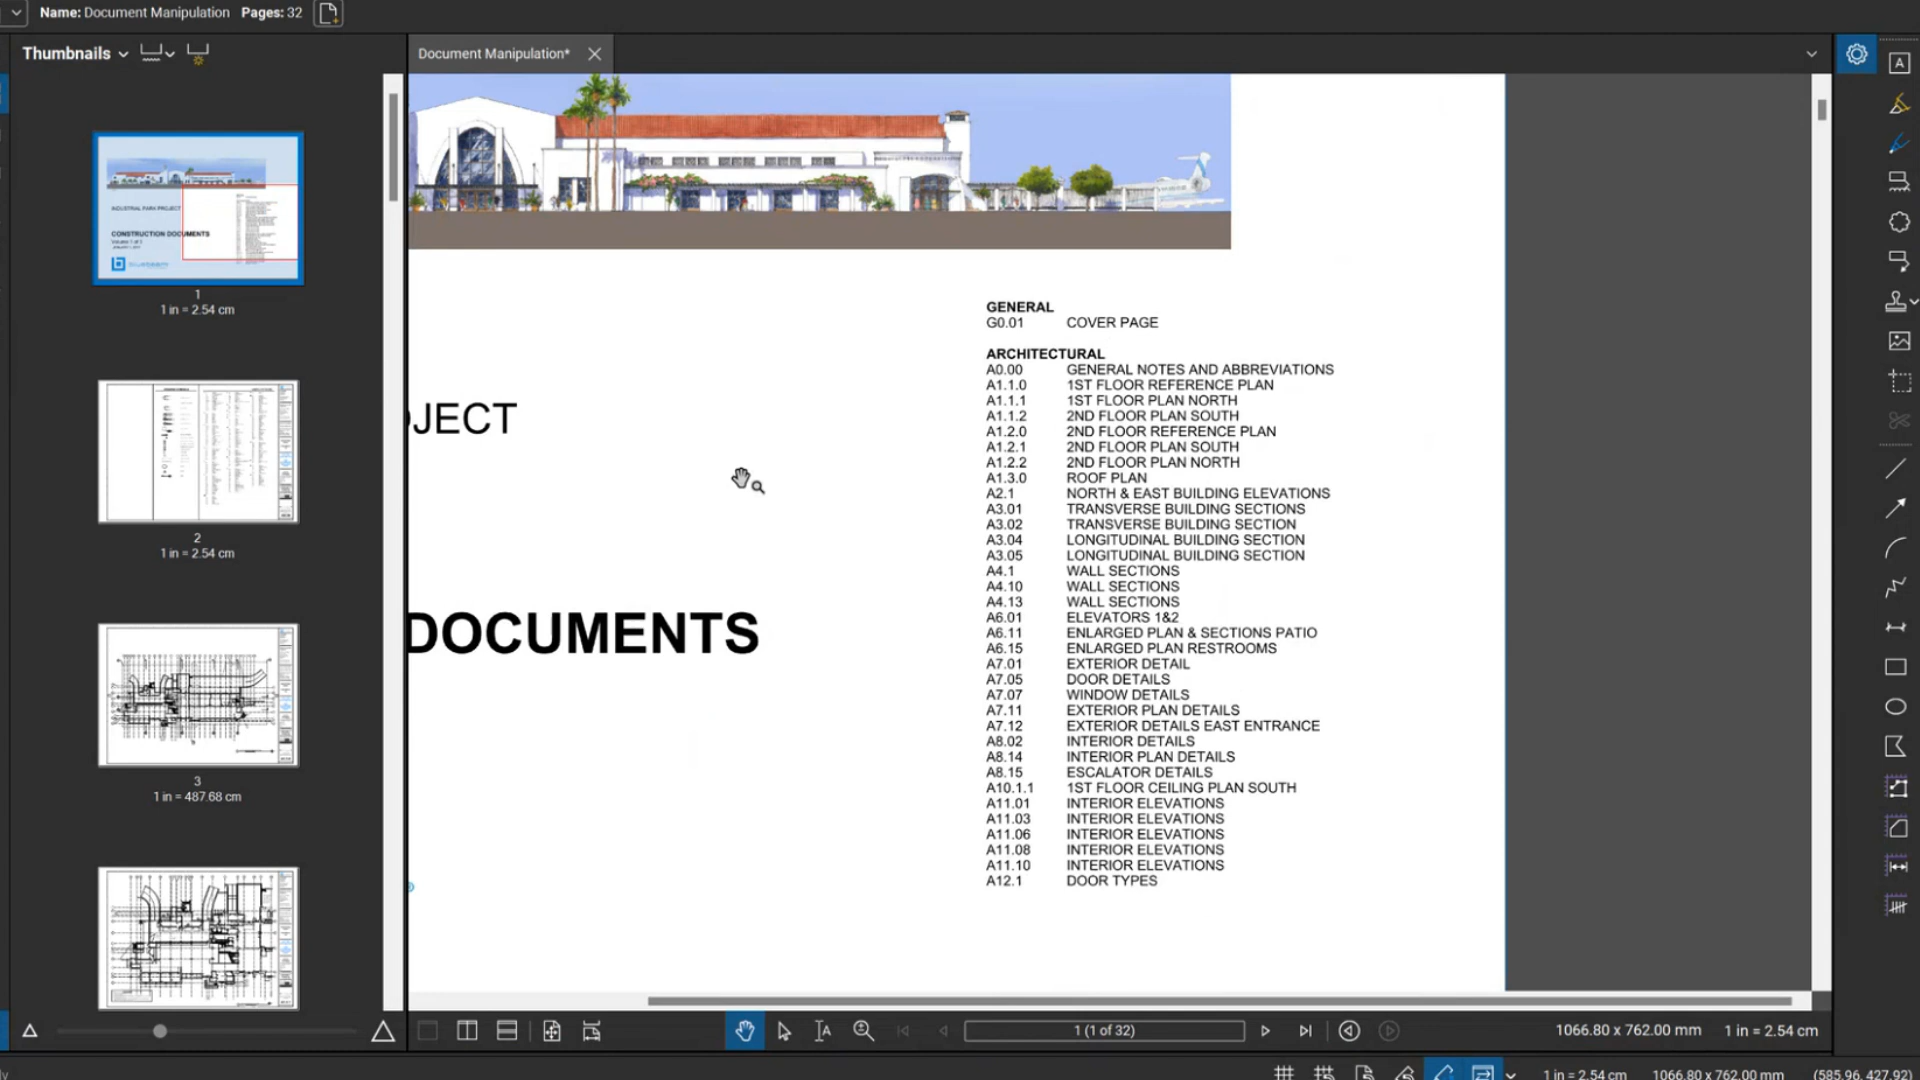 Name: Document Manipulation Pages: 32
Thumbnails
Document Manipulation*
INDUSTRIAL PARK PROJECT
CONSTRUCTION DOCUMENTS
bluebeam
1
1 in = 2.54 cm
2
1 in = 2.54 cm
3
1 in = 487.68 cm
JECT
DOCUMENTS
GENERAL
G0.01 COVER PAGE
ARCHITECTURAL
A0.00 GENERAL NOTES AND ABBREVIATIONS
A1.1.0 1ST FLOOR REFERENCE PLAN
A1.1.1 1ST FLOOR PLAN NORTH
A1.1.2 2ND FLOOR PLAN SOUTH
A1.2.0 2ND FLOOR REFERENCE PLAN
A1.2.1 2ND FLOOR PLAN SOUTH
A1.2.2 2ND FLOOR PLAN NORTH
A1.3.0 ROOF PLAN
A2.1 NORTH & EAST BUILDING ELEVATIONS
A3.01 TRANSVERSE BUILDING SECTIONS
A3.02 TRANSVERSE BUILDING SECTION
A3.04 LONGITUDINAL BUILDING SECTION
A3.05 LONGITUDINAL BUILDING SECTION
A4.1 WALL SECTIONS
A4.10 WALL SECTIONS
A4.13 WALL SECTIONS
A6.01 ELEVATORS 1&2
A6.11 ENLARGED PLAN & SECTIONS PATIO
A6.15 ENLARGED PLAN RESTROOMS
A7.01 EXTERIOR DETAIL
A7.05 DOOR DETAILS
A7.07 WINDOW DETAILS
A7.11 EXTERIOR PLAN DETAILS
A7.12 EXTERIOR DETAILS EAST ENTRANCE
A8.02 INTERIOR DETAILS
A8.14 INTERIOR PLAN DETAILS
A8.15 ESCALATOR DETAILS
A10.1.1 1ST FLOOR CEILING PLAN SOUTH
A11.01 INTERIOR ELEVATIONS
A11.03 INTERIOR ELEVATIONS
A11.06 INTERIOR ELEVATIONS
A11.08 INTERIOR ELEVATIONS
A11.10 INTERIOR ELEVATIONS
A12.1 DOOR TYPES
1 (1 of 32)
1066.80 x 762.00 mm 1 in = 2.54 cm
1 in = 2.54 cm 1066.80 x 762.00 mm (585.96, 427.92)